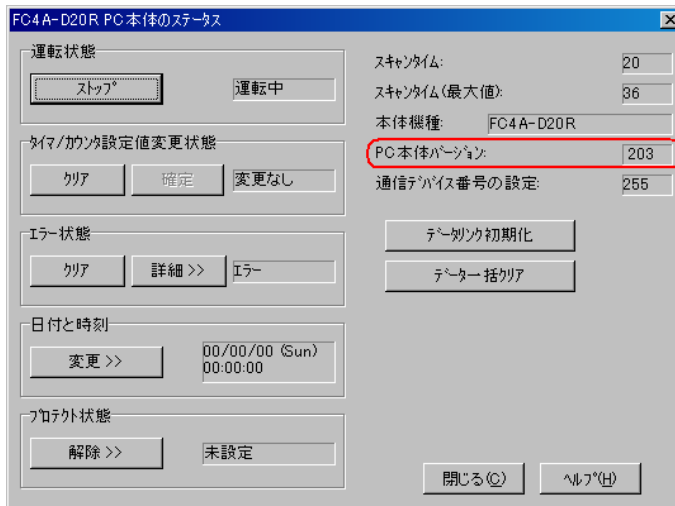 FC4A-D20R PC本体のステータス
運転状態
ストップ
運転中
タイマ/カウンタ設定値変更状態
クリア
確定
変更なし
エラー状態
クリア
詳細 >>
エラー
日付と時刻
変更 >>
00/00/00 (Sun)
00:00:00
プロテクト状態
解除 >>
未設定
スキャンタイム:
20
スキャンタイム(最大値):
36
本体機種:
FC4A-D20R
PC本体バージョン:
203
通信デバイス番号の設定:
255
データリンク初期化
データ一括クリア
閉じる(C)
ヘルプ(H)